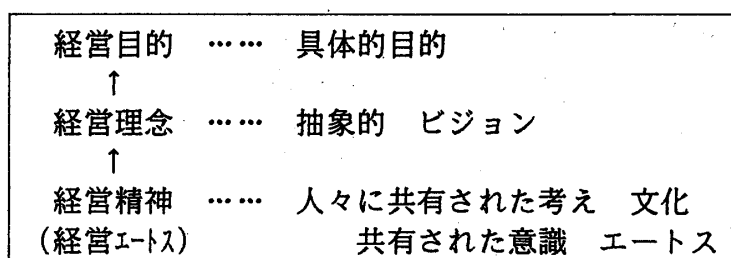 経営目的 …… 具体的目的
↑
経営理念 …… 抽象的 ビジョン
↑
経営精神 …… 人々に共有された考え 文化
(経営ｴｰﾄｽ) 共有された意識 エートス